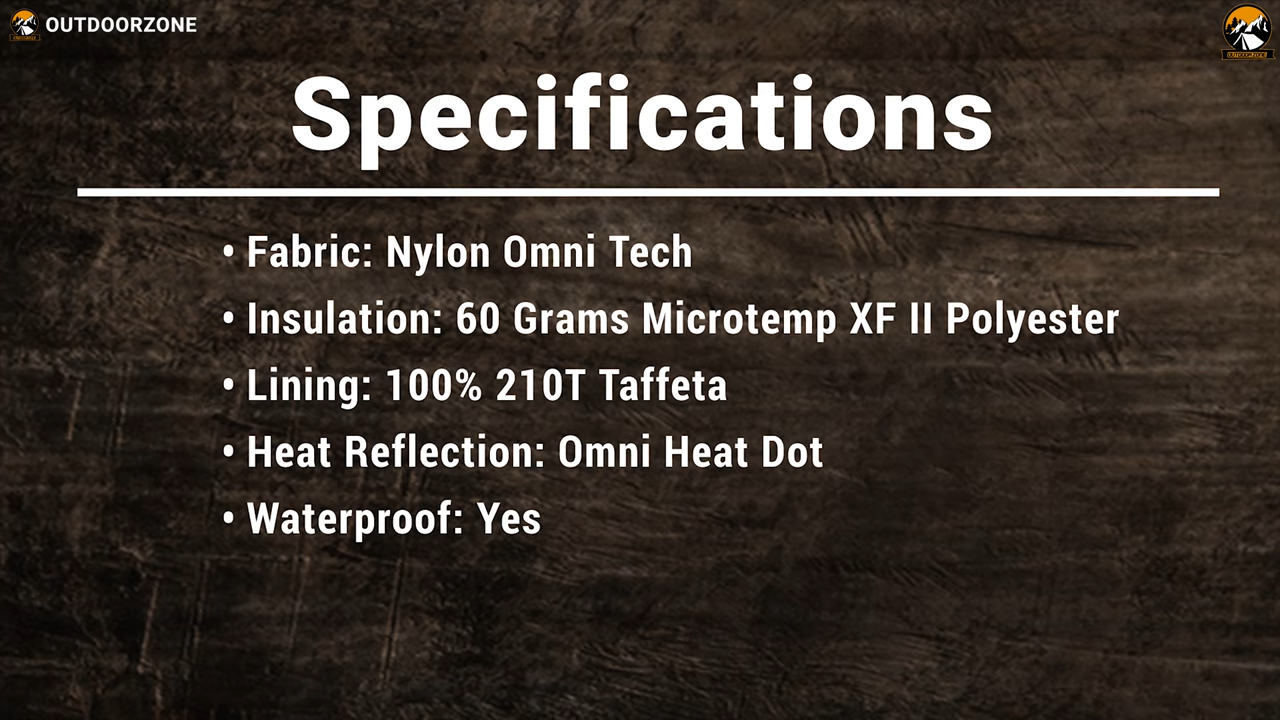 OUTDOORZONE
OUTDOORZONE
Specifications
• Fabric: Nylon Omni Tech
• Insulation: 60 Grams Microtemp XF II Polyester
• Lining: 100% 210T Taffeta
• Heat Reflection: Omni Heat Dot
• Waterproof: Yes